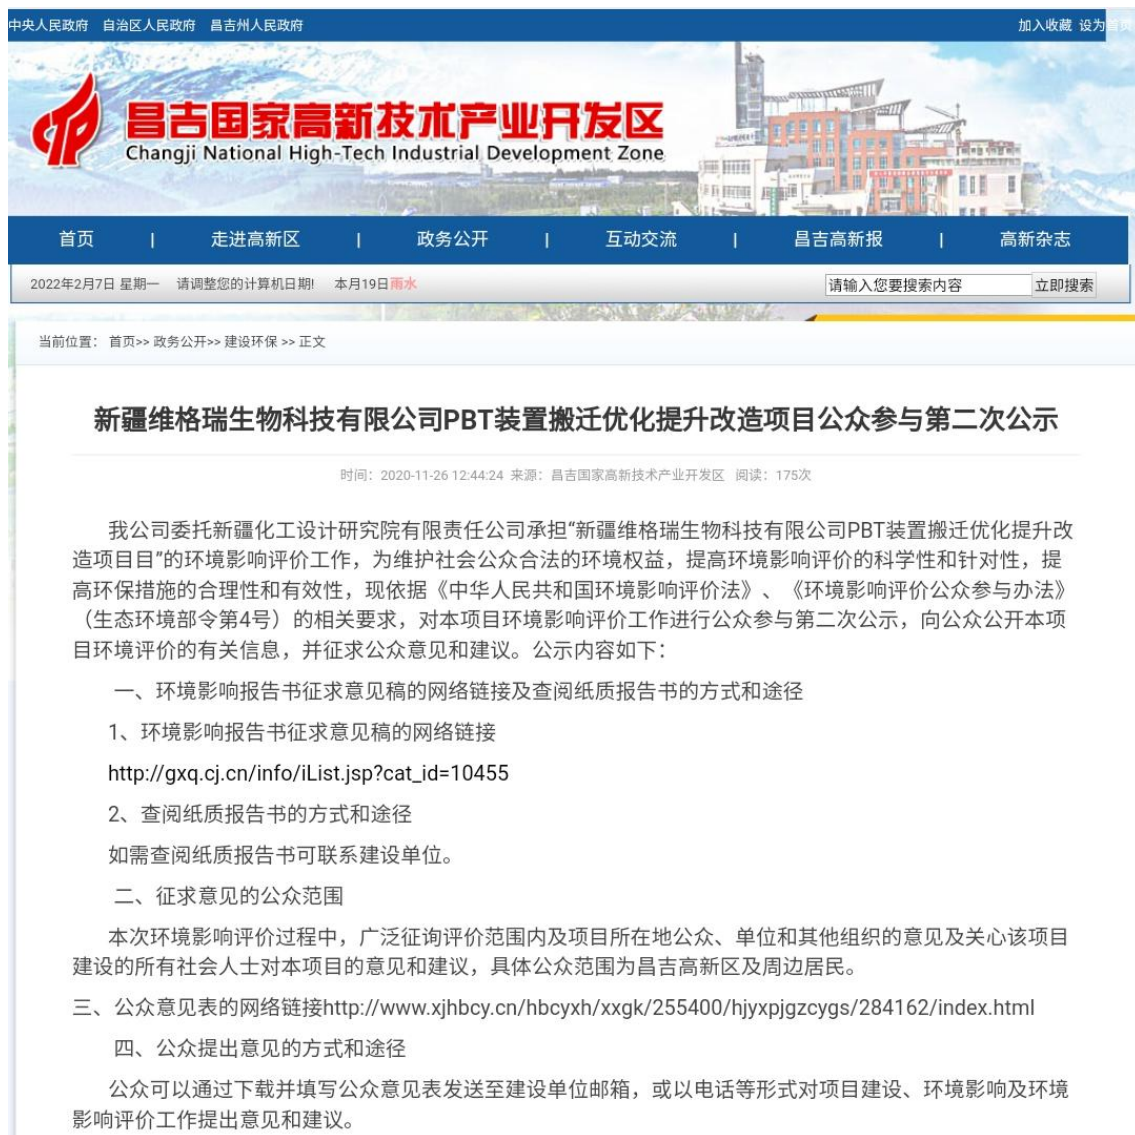 中央人民政府 自治区人民政府 昌吉州人民政府 加入收藏 设为首页
昌吉国家高新技术产业开发区
Changji National High-Tech Industrial Development Zone
首页 | 走进高新区 | 政务公开 | 互动交流 | 昌吉高新报 | 高新杂志
2022年2月7日 星期一 请调整您的计算机日期! 本月19日雨水 请输入您要搜索内容 立即搜索
当前位置： 首页>> 政务公开>> 建设环保 >> 正文
新疆维格瑞生物科技有限公司PBT装置搬迁优化提升改造项目公众参与第二次公示
时间：2020-11-26 12:44:24 来源：昌吉国家高新技术产业开发区 阅读：175次
我公司委托新疆化工设计研究院有限责任公司承担“新疆维格瑞生物科技有限公司PBT装置搬迁优化提升改
造项目目”的环境影响评价工作，为维护社会公众合法的环境权益，提高环境影响评价的科学性和针对性，提
高环保措施的合理性和有效性，现依据《中华人民共和国环境影响评价法》、《环境影响评价公众参与办法》
（生态环境部令第4号）的相关要求，对本项目环境影响评价工作进行公众参与第二次公示，向公众公开本项
目环境评价的有关信息，并征求公众意见和建议。公示内容如下：
一、环境影响报告书征求意见稿的网络链接及查阅纸质报告书的方式和途径
1、环境影响报告书征求意见稿的网络链接
http://gxq.cj.cn/info/iList.jsp?cat_id=10455
2、查阅纸质报告书的方式和途径
如需查阅纸质报告书可联系建设单位。
二、征求意见的公众范围
本次环境影响评价过程中，广泛征询评价范围内及项目所在地公众、单位和其他组织的意见及关心该项目
建设的所有社会人士对本项目的意见和建议，具体公众范围为昌吉高新区及周边居民。
三、公众意见表的网络链接http://www.xjhbcy.cn/hbcyxh/xxgk/255400/hjyxpjgzcygs/284162/index.html
四、公众提出意见的方式和途径
公众可以通过下载并填写公众意见表发送至建设单位邮箱，或以电话等形式对项目建设、环境影响及环境
影响评价工作提出意见和建议。